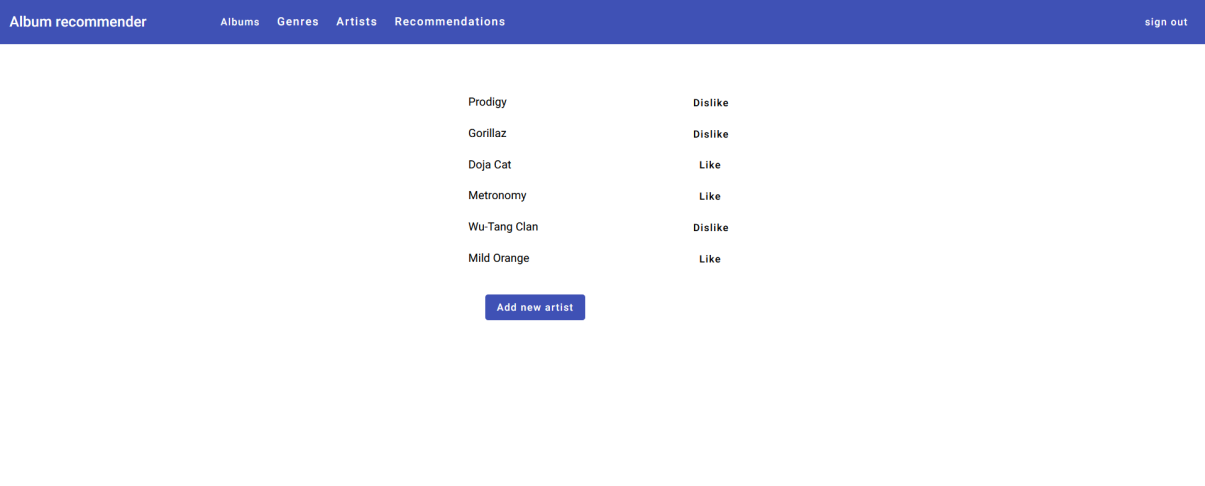 Album recommender Albums Genres Artists Recommendations sign out
Prodigy Dislike
Gorillaz Dislike
Doja Cat Like
Metronomy Like
Wu-Tang Clan Dislike
Mild Orange Like
Add new artist